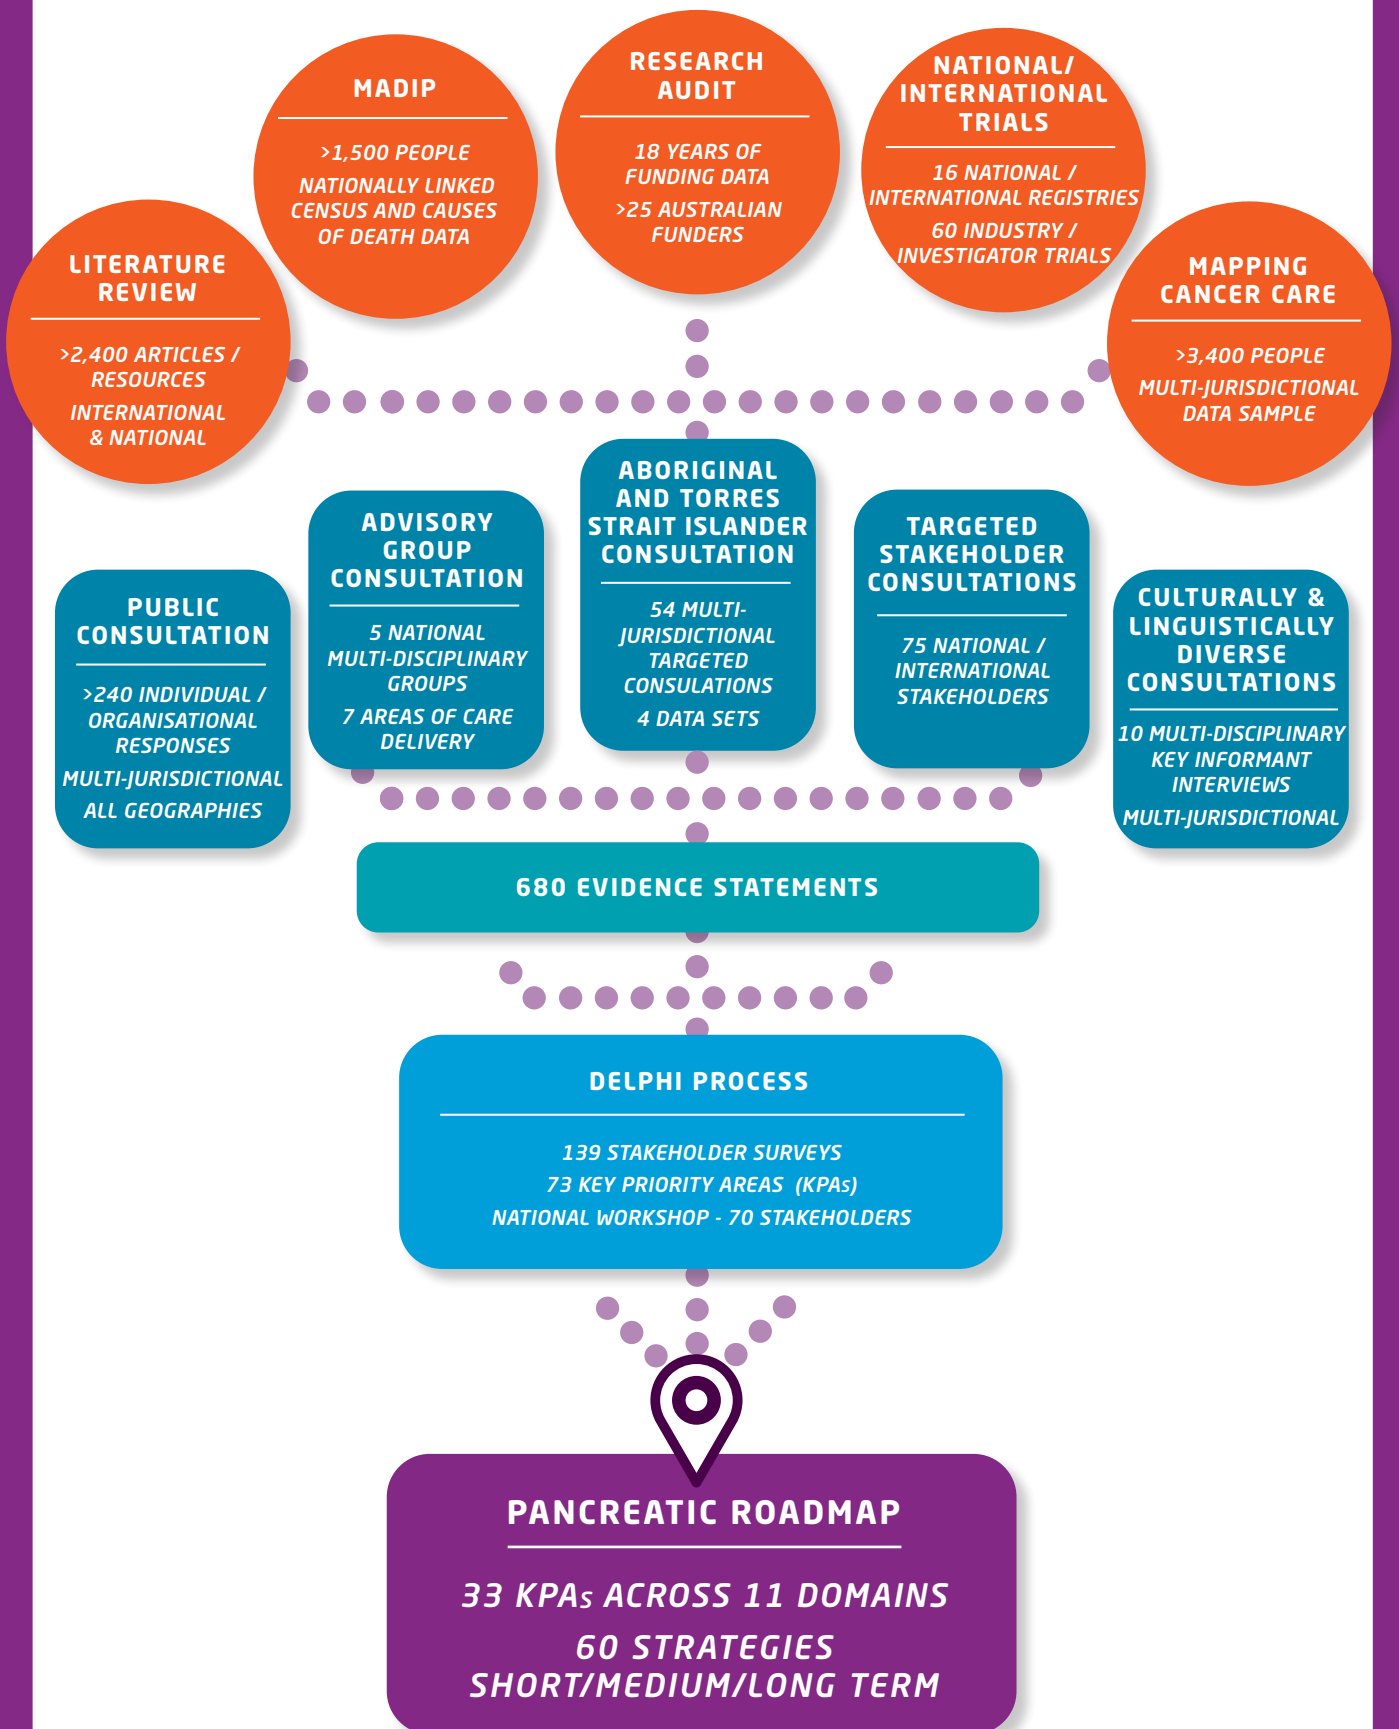 MADIP
>1,500 PEOPLE
NATIONALLY LINKED
CENSUS AND CAUSES
OF DEATH DATA
RESEARCH
AUDIT
18 YEARS OF
FUNDING DATA
>25 AUSTRALIAN
FUNDERS
NATIONAL/
INTERNATIONAL
TRIALS
16 NATIONAL /
INTERNATIONAL REGISTRIES
60 INDUSTRY /
INVESTIGATOR TRIALS
LITERATURE
REVIEW
>2,400 ARTICLES /
RESOURCES
INTERNATIONAL
& NATIONAL
MAPPING
CANCER CARE
>3,400 PEOPLE
MULTI-JURISDICTIONAL
DATA SAMPLE
PUBLIC
CONSULTATION
>240 INDIVIDUAL /
ORGANISATIONAL
RESPONSES
MULTI-JURISDICTIONAL
ALL GEOGRAPHIES
ADVISORY
GROUP
CONSULTATION
5 NATIONAL
MULTI-DISCIPLINARY
GROUPS
7 AREAS OF CARE
DELIVERY
ABORIGINAL
AND TORRES
STRAIT ISLANDER
CONSULTATION
54 MULTI-
JURISDICTIONAL
TARGETED
CONSULATIONS
4 DATA SETS
TARGETED
STAKEHOLDER
CONSULTATIONS
75 NATIONAL /
INTERNATIONAL
STAKEHOLDERS
CULTURALLY &
LINGUISTICALLY
DIVERSE
CONSULTATIONS
10 MULTI-DISCIPLINARY
KEY INFORMANT
INTERVIEWS
MULTI-JURISDICTIONAL
680 EVIDENCE STATEMENTS
DELPHI PROCESS
139 STAKEHOLDER SURVEYS
73 KEY PRIORITY AREAS (KPAs)
NATIONAL WORKSHOP - 70 STAKEHOLDERS
PANCREATIC ROADMAP
33 KPAs ACROSS 11 DOMAINS
60 STRATEGIES
SHORT/MEDIUM/LONG TERM